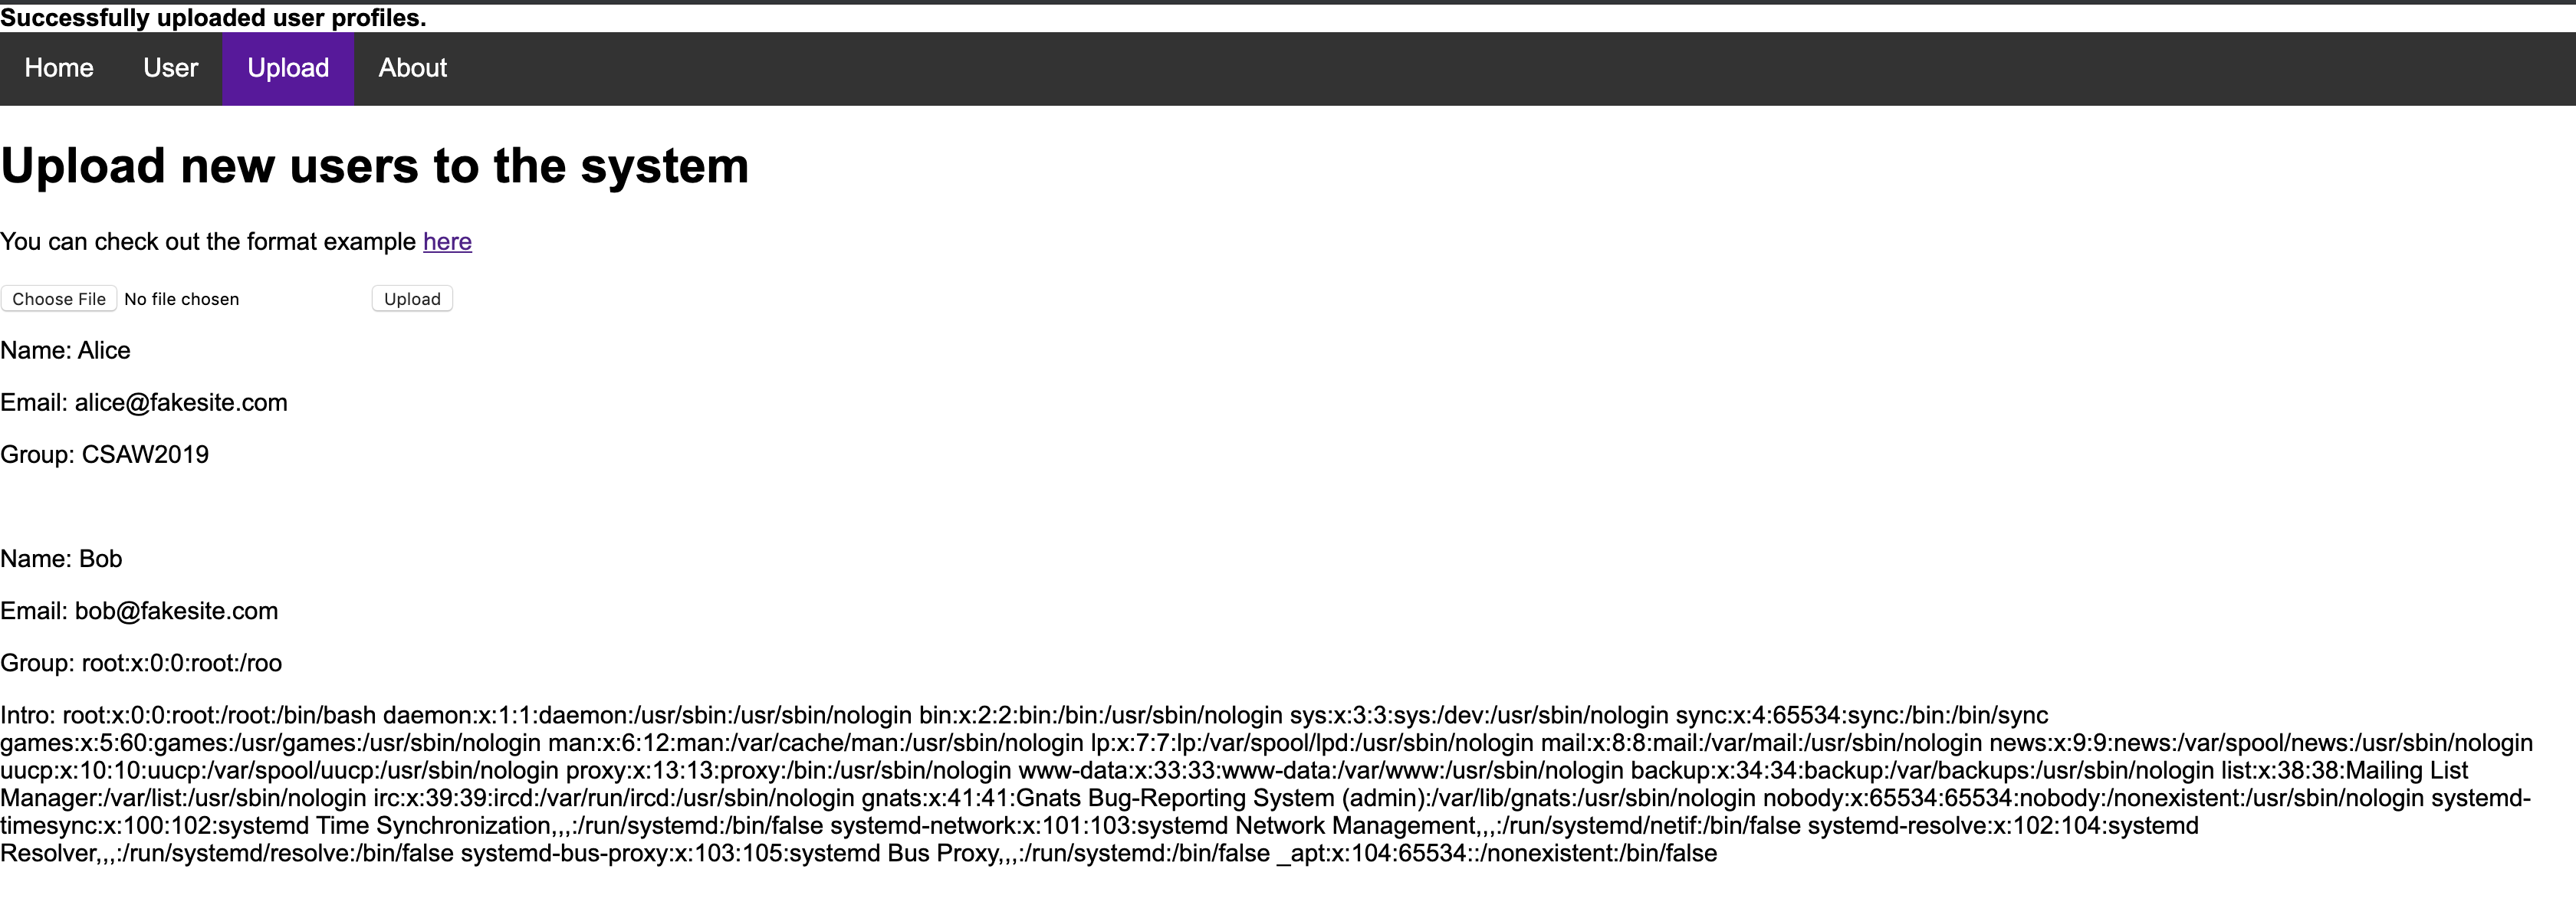 Successfully uploaded user profiles.
Home User Upload About
Upload new users to the system
You can check out the format example here
Choose File No file chosen Upload
Name: Alice
Email: alice@fakesite.com
Group: CSAW2019
Name: Bob
Email: bob@fakesite.com
Group: root:x:0:0:root:/roo
Intro: root:x:0:0:root:/root:/bin/bash daemon:x:1:1:daemon:/usr/sbin:/usr/sbin/nologin bin:x:2:2:bin:/bin:/usr/sbin/nologin sys:x:3:3:sys:/dev:/usr/sbin/nologin sync:x:4:65534:sync:/bin:/bin/sync
games:x:5:60:games:/usr/games:/usr/sbin/nologin man:x:6:12:man:/var/cache/man:/usr/sbin/nologin lp:x:7:7:lp:/var/spool/lpd:/usr/sbin/nologin mail:x:8:8:mail:/var/mail:/usr/sbin/nologin news:x:9:9:news:/var/spool/news:/usr/sbin/nologin
uucp:x:10:10:uucp:/var/spool/uucp:/usr/sbin/nologin proxy:x:13:13:proxy:/bin:/usr/sbin/nologin www-data:x:33:33:www-data:/var/www:/usr/sbin/nologin backup:x:34:34:backup:/var/backups:/usr/sbin/nologin list:x:38:38:Mailing List
Manager:/var/list:/usr/sbin/nologin irc:x:39:39:ircd:/var/run/ircd:/usr/sbin/nologin gnats:x:41:41:Gnats Bug-Reporting System (admin):/var/lib/gnats:/usr/sbin/nologin nobody:x:65534:65534:nobody:/nonexistent:/usr/sbin/nologin systemd-
timesync:x:100:102:systemd Time Synchronization,,,:/run/systemd:/bin/false systemd-network:x:101:103:systemd Network Management,,,:/run/systemd/netif:/bin/false systemd-resolve:x:102:104:systemd
Resolver,,,:/run/systemd/resolve:/bin/false systemd-bus-proxy:x:103:105:systemd Bus Proxy,,,:/run/systemd:/bin/false _apt:x:104:65534::/nonexistent:/bin/false